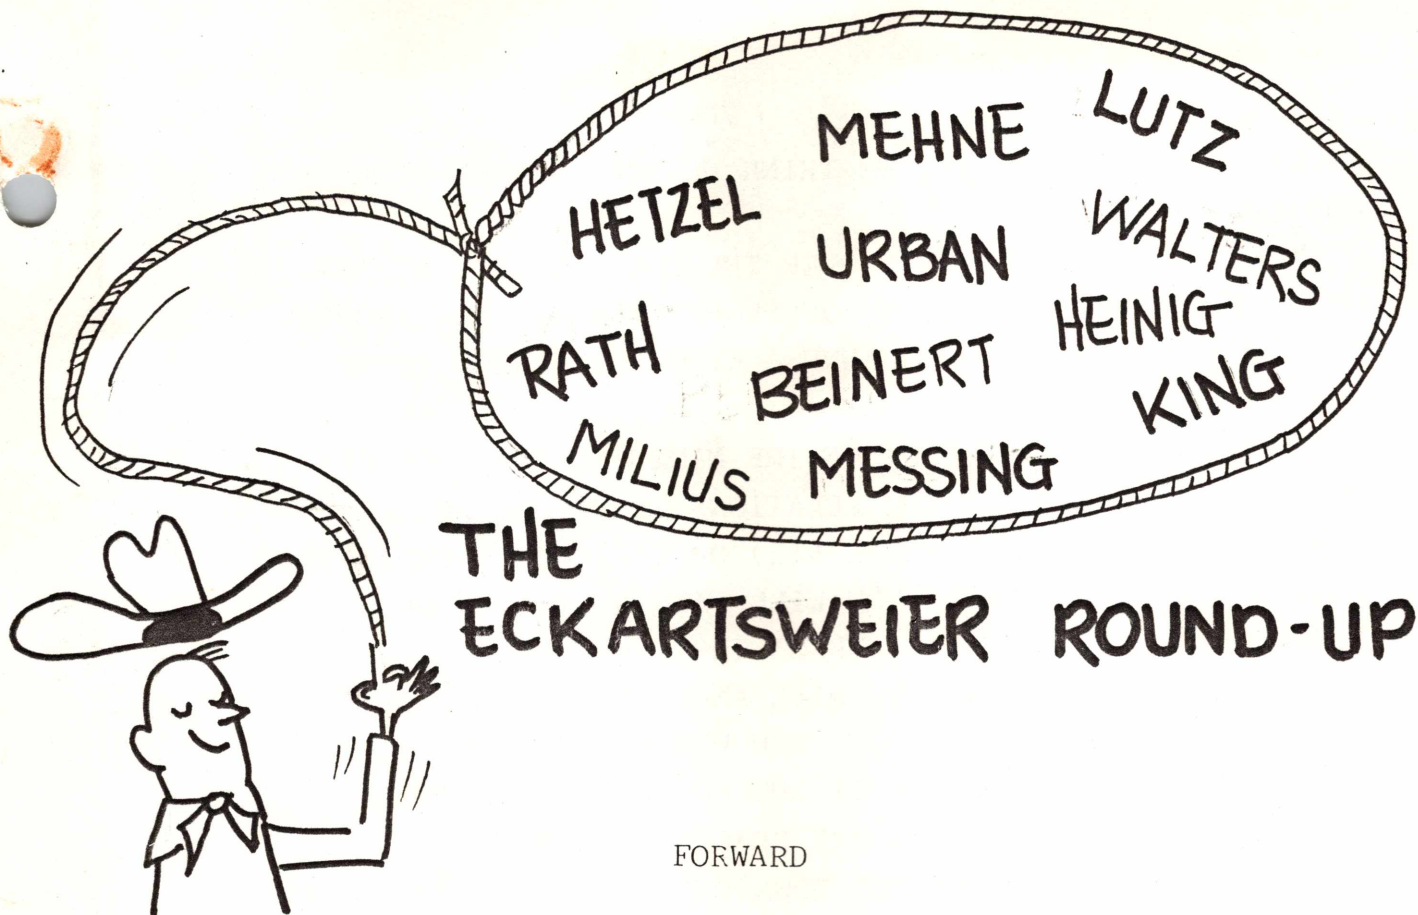 MEHNE
LUTZ
HETZEL
URBAN
WALTERS
RATH
BEINERT
HEINIG
KING
MILIUS
MESSING
THE
ECKARTSWEIER ROUND-UP
FORWARD